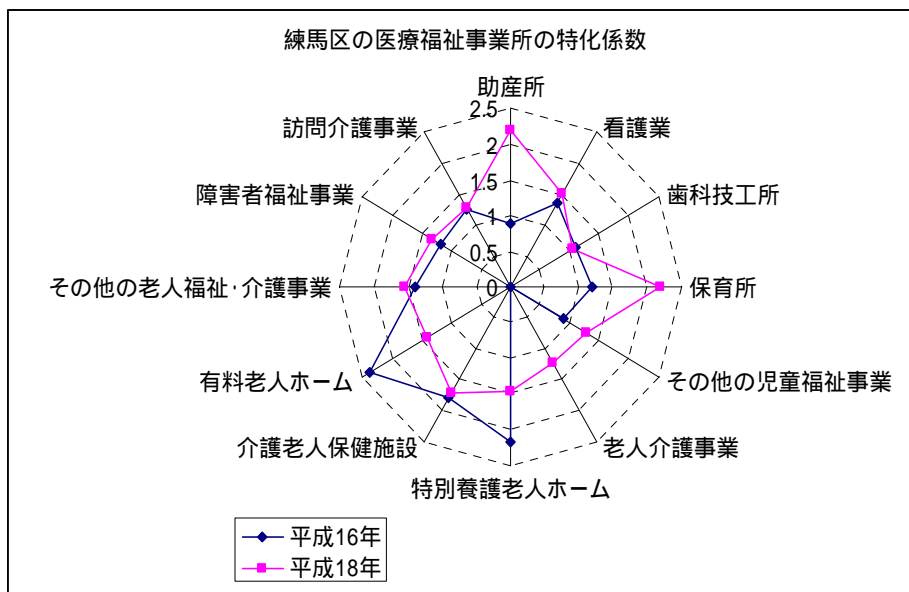 練馬区の医療福祉事業所の特化係数
助産所
看護業
歯科技工所
保育所
その他の児童福祉事業
老人介護事業
特別養護老人ホーム
介護老人保健施設
有料老人ホーム
その他の老人福祉·介護事業
障害者福祉事業
訪問介護事業
2.5
2
1.5
1
0.5
0
平成16年
平成18年